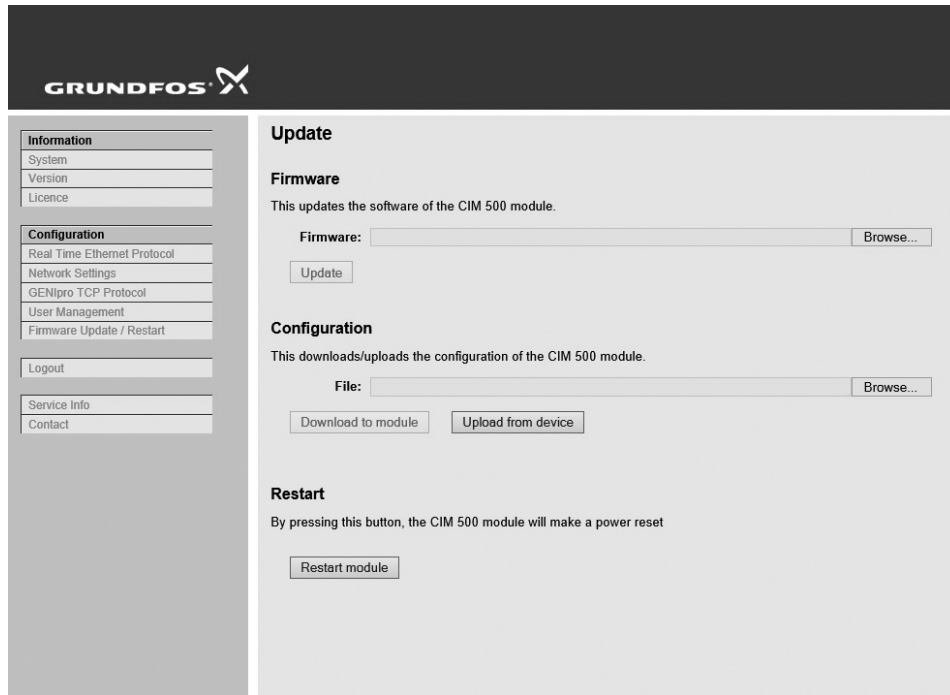 GRUNDFOS
Information
System
Version
Licence
Configuration
Real Time Ethernet Protocol
Network Settings
GENIpro TCP Protocol
User Management
Firmware Update / Restart
Logout
Service Info
Contact
Update
Firmware
This updates the software of the CIM 500 module.
Firmware: Browse...
Update
Configuration
This downloads/uploads the configuration of the CIM 500 module.
File: Browse...
Download to module Upload from device
Restart
By pressing this button, the CIM 500 module will make a power reset
Restart module